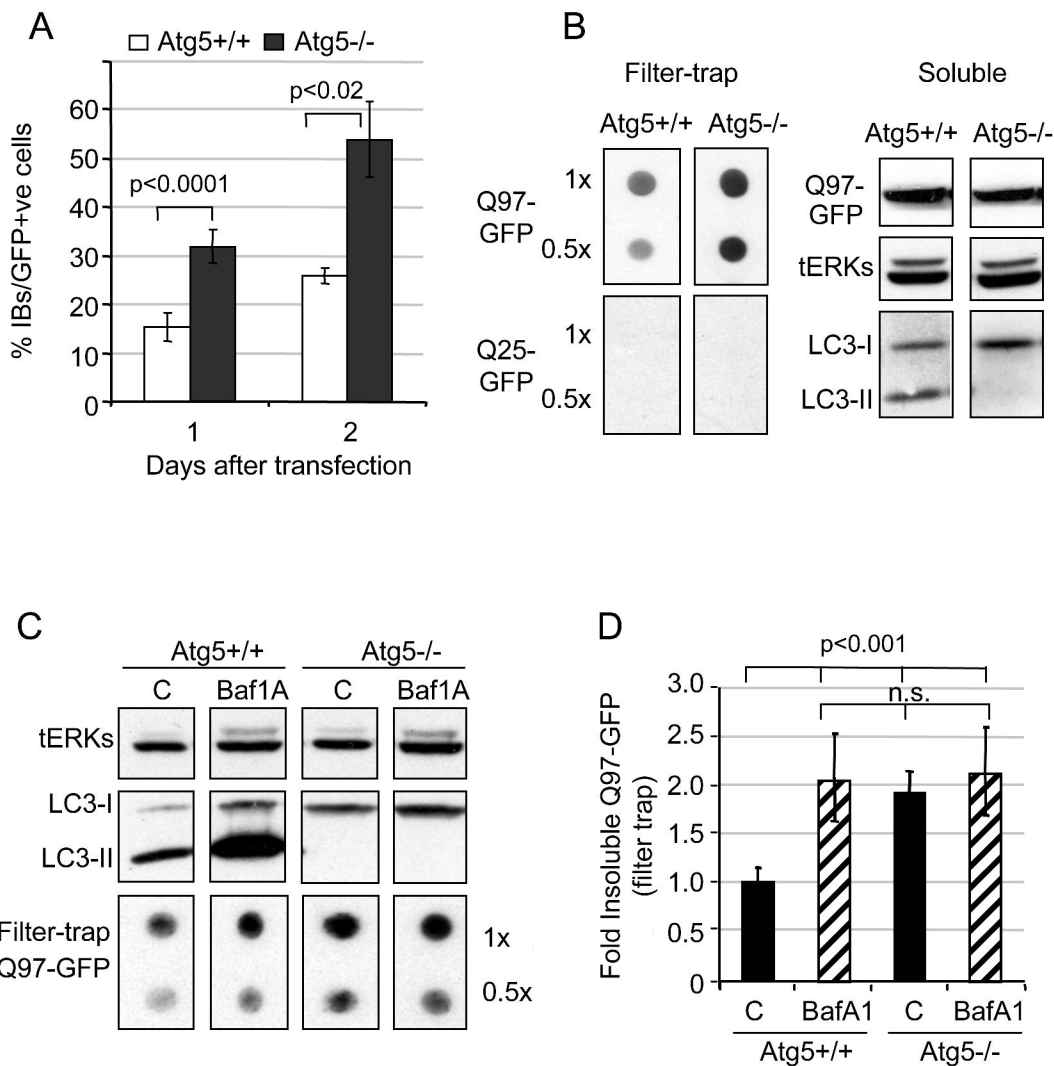 A
Atg5+/+ Atg5-/-
% IBs/GFP+ve cells
60
50
40
30
20
10
0
p<0.0001
p<0.02
1 2
Days after transfection
B
Filter-trap Soluble
Atg5+/+ Atg5-/- Atg5+/+ Atg5-/-
Q97-
GFP
1x
0.5x
Q25-
GFP
1x
0.5x
Q97-
GFP
tERKs
LC3-I
LC3-II
C
Atg5+/+ Atg5-/-
C Baf1A C Baf1A
tERKs
LC3-I
LC3-II
Filter-trap
Q97-GFP
1x
0.5x
D
p<0.001
n.s.
Fold Insoluble Q97-GFP
(filter trap)
3.0
2.5
2.0
1.5
1.0
0.5
0
C BafA1 C BafA1
Atg5+/+ Atg5-/-